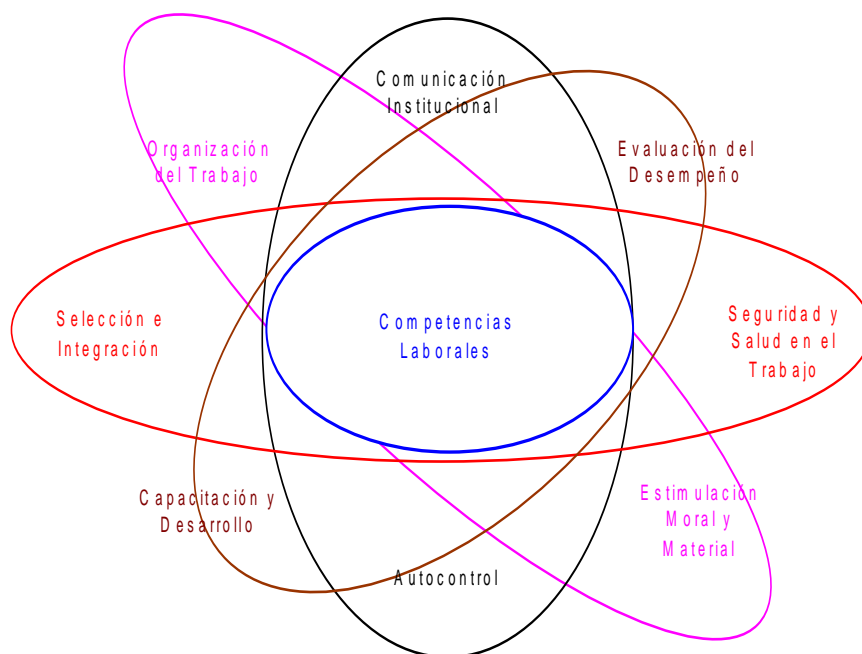 Comunicación
Institucional
Organización
del Trabajo
Evaluación del
Desempeño
Selección e
Integración
Competencias
Laborales
Seguridad y
Salud en el
Trabajo
Capacitación y
Desarrollo
Estimulación
Moral y
Material
Autocontrol